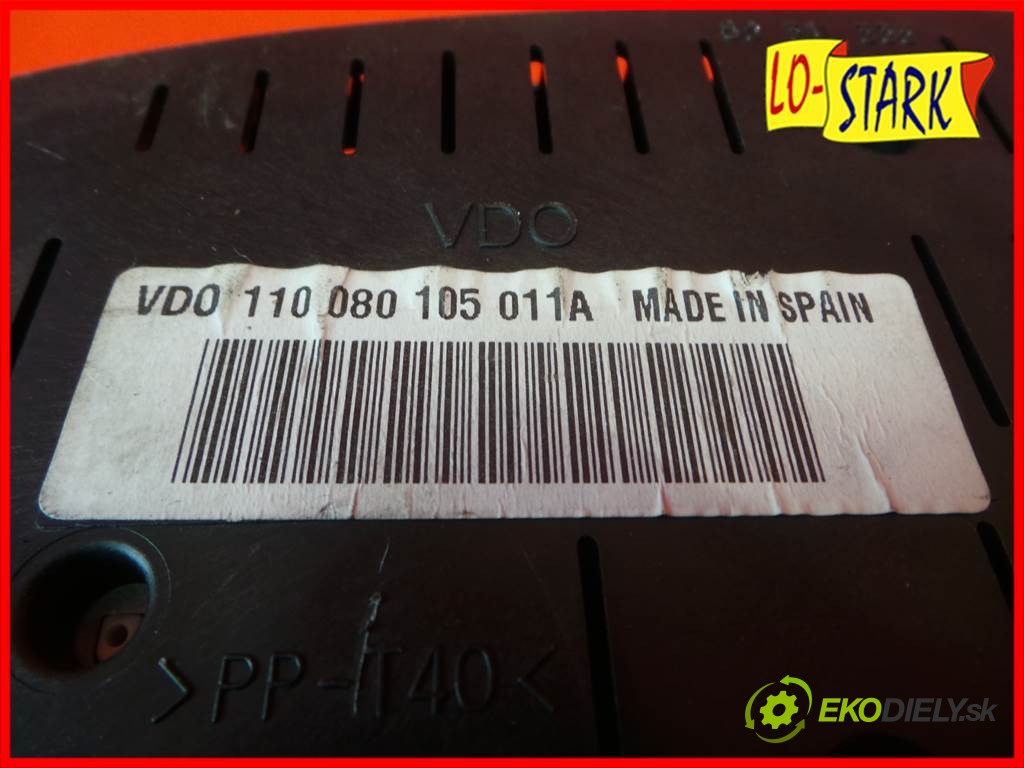 LO-STARK
VDO
VDO 110 080 105 011A MADE IN SPAIN
>PP-T40<
EKODIELY.sk